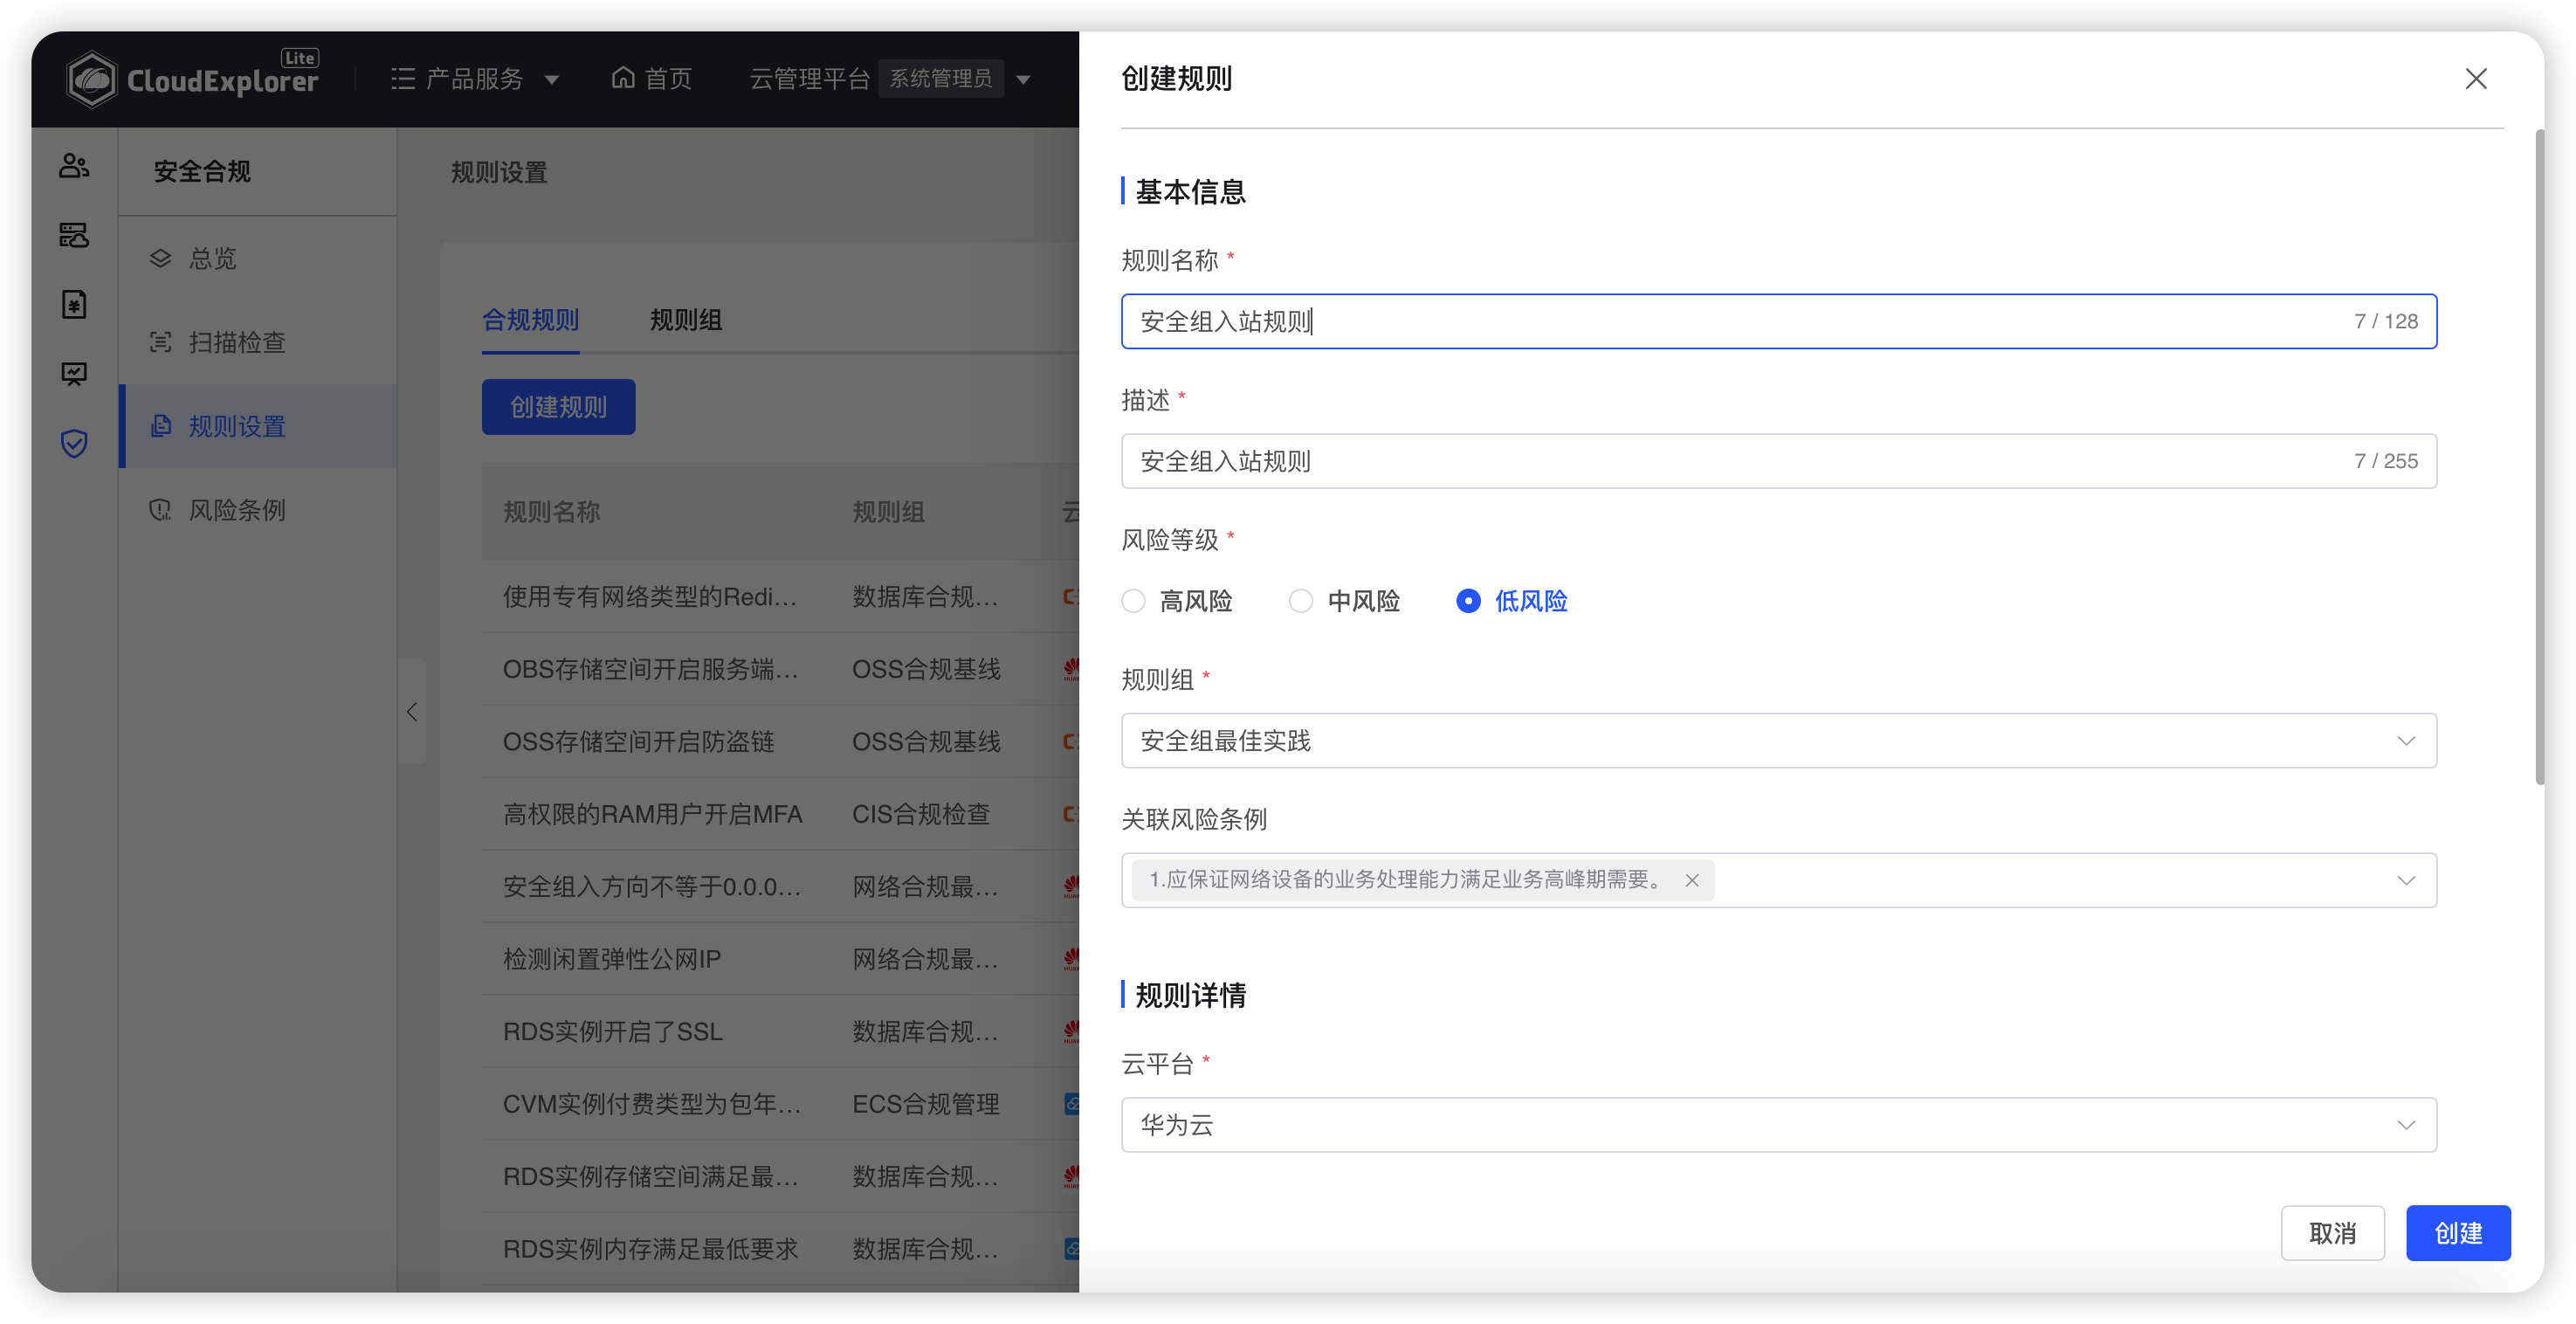 CloudExplorer Lite
产品服务
首页
云管理平台 系统管理员
安全合规
总览
扫描检查
规则设置
风险条例
规则设置
合规规则 规则组
创建规则
规则名称 规则组
使用专有网络类型的Redi... 数据库合规...
OBS存储空间开启服务端... OSS合规基线
OSS存储空间开启防盗链 OSS合规基线
高权限的RAM用户开启MFA CIS合规检查
安全组入方向不等于0.0.0... 网络合规最...
检测闲置弹性公网IP 网络合规最...
RDS实例开启了SSL 数据库合规...
CVM实例付费类型为包年... ECS合规管理
RDS实例存储空间满足最... 数据库合规...
RDS实例内存满足最低要求 数据库合规...
创建规则
基本信息
规则名称 *
安全组入站规则 7 / 128
描述 *
安全组入站规则 7 / 255
风险等级 *
高风险 中风险 低风险
规则组 *
安全组最佳实践
关联风险条例
1.应保证网络设备的业务处理能力满足业务高峰期需要。
规则详情
云平台 *
华为云
取消 创建